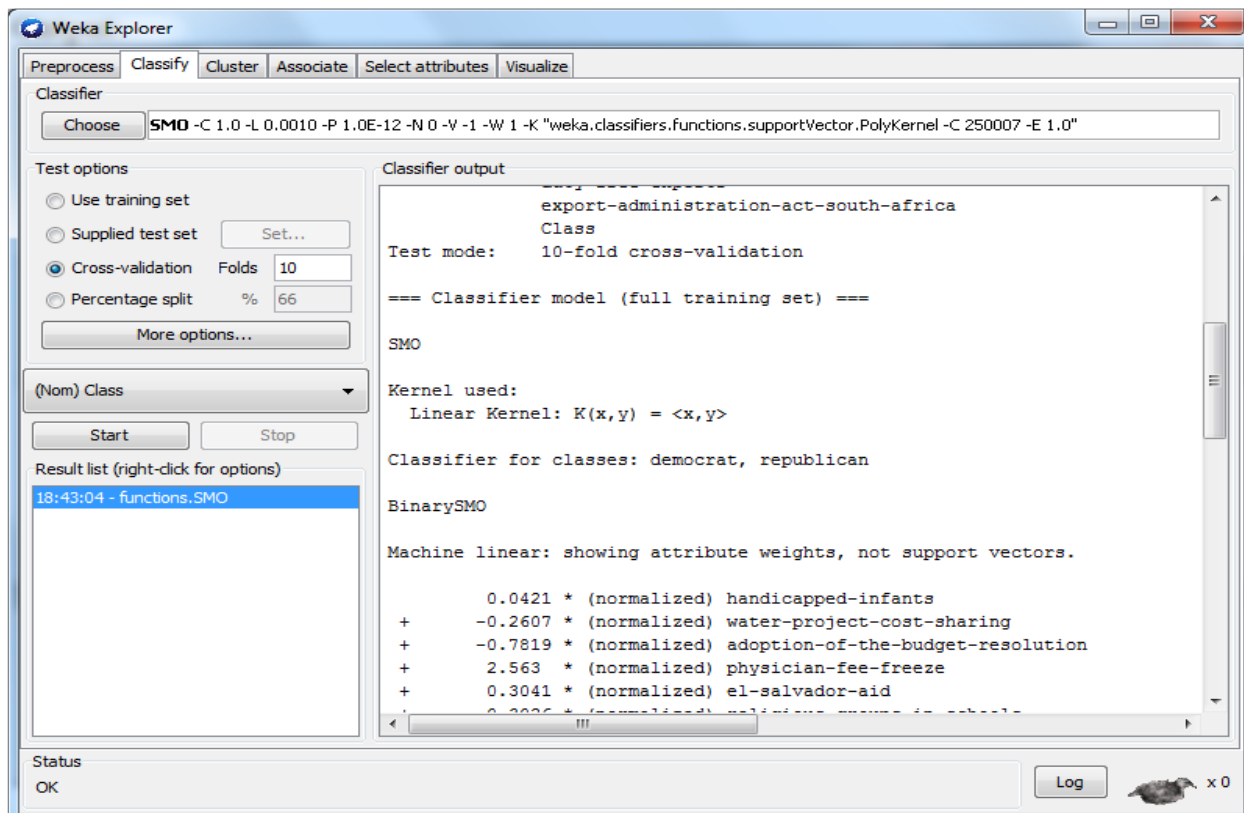 Weka Explorer
Preprocess Classify Cluster Associate Select attributes Visualize
Classifier
Choose SMO -C 1.0 -L 0.0010 -P 1.0E-12 -N 0 -V -1 -W 1 -K "weka.classifiers.functions.supportVector.PolyKernel -C 250007 -E 1.0"
Test options
Use training set
Supplied test set Set...
Cross-validation Folds 10
Percentage split % 66
More options...
(Nom) Class
Start Stop
Result list (right-click for options)
18:43:04 - functions.SMO
Classifier output
export-administration-act-south-africa
Class
Test mode: 10-fold cross-validation
=== Classifier model (full training set) ===
SMO
Kernel used:
Linear Kernel: K(x,y) = <x,y>
Classifier for classes: democrat, republican
BinarySMO
Machine linear: showing attribute weights, not support vectors.
0.0421 * (normalized) handicapped-infants
+ -0.2607 * (normalized) water-project-cost-sharing
+ -0.7819 * (normalized) adoption-of-the-budget-resolution
+ 2.563 * (normalized) physician-fee-freeze
+ 0.3041 * (normalized) el-salvador-aid
Status
OK
Log
x 0